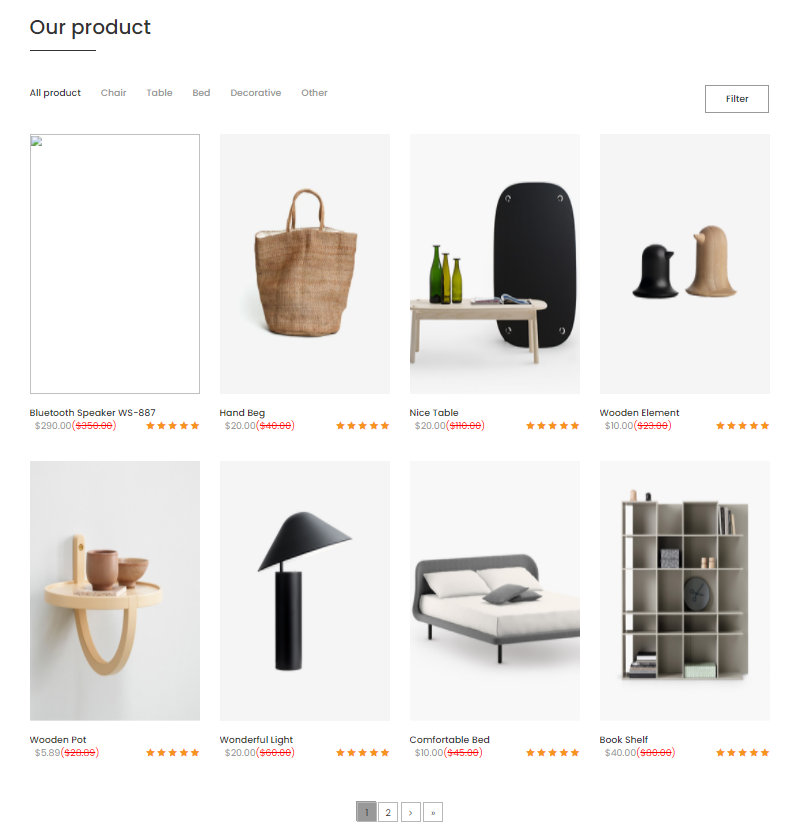 Our product
All product Chair Table Bed Decorative Other Filter
Bluetooth Speaker WS-887 Hand Beg Nice Table Wooden Element
$290.00($350.00) $20.00($40.00) $20.00($110.00) $10.00($23.00)
Wooden Pot Wonderful Light Comfortable Bed Book Shelf
$5.89($20.89) $20.00($60.00) $10.00($45.00) $40.00($80.00)
1 2 > »